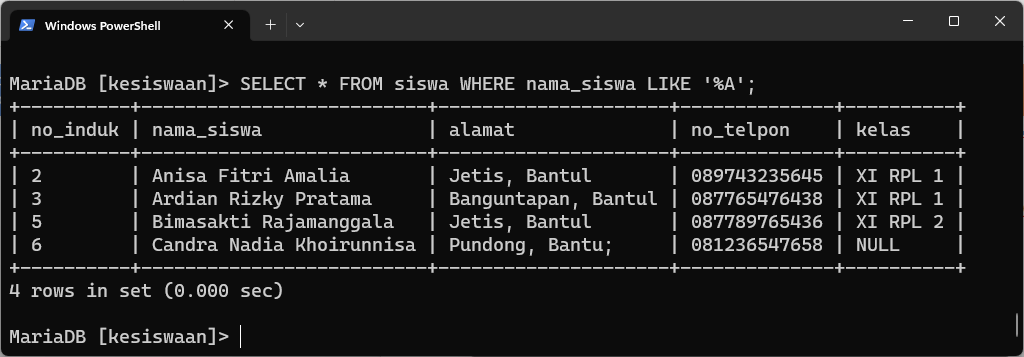 Windows PowerShell
MariaDB [kesiswaan]> SELECT * FROM siswa WHERE nama_siswa LIKE '%A';
+----------+--------------------------+---------------------+--------------+----------+
| no_induk | nama_siswa               | alamat              | no_telpon    | kelas    |
+----------+--------------------------+---------------------+--------------+----------+
| 2        | Anisa Fitri Amalia       | Jetis, Bantul       | 089743235645 | XI RPL 1 |
| 3        | Ardian Rizky Pratama     | Banguntapan, Bantul | 087765476438 | XI RPL 1 |
| 5        | Bimasakti Rajamanggala   | Jetis, Bantul       | 087789765436 | XI RPL 2 |
| 6        | Candra Nadia Khoirunnisa | Pundong, Bantu;     | 081236547658 | NULL     |
+----------+--------------------------+---------------------+--------------+----------+
4 rows in set (0.000 sec)
MariaDB [kesiswaan]>